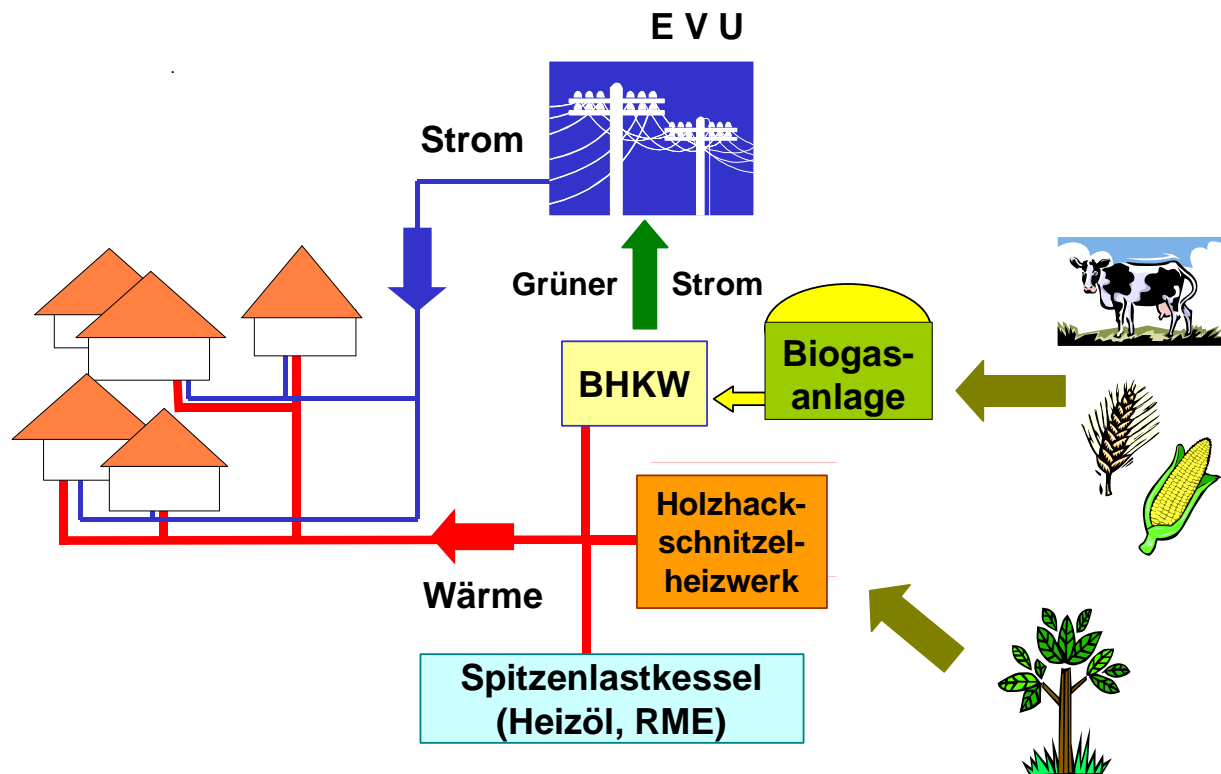 E V U
Strom
Grüner Strom
BHKW
Biogas-
anlage
Holzhack-
schnitzel-
heizwerk
Wärme
Spitzenlastkessel
(Heizöl, RME)